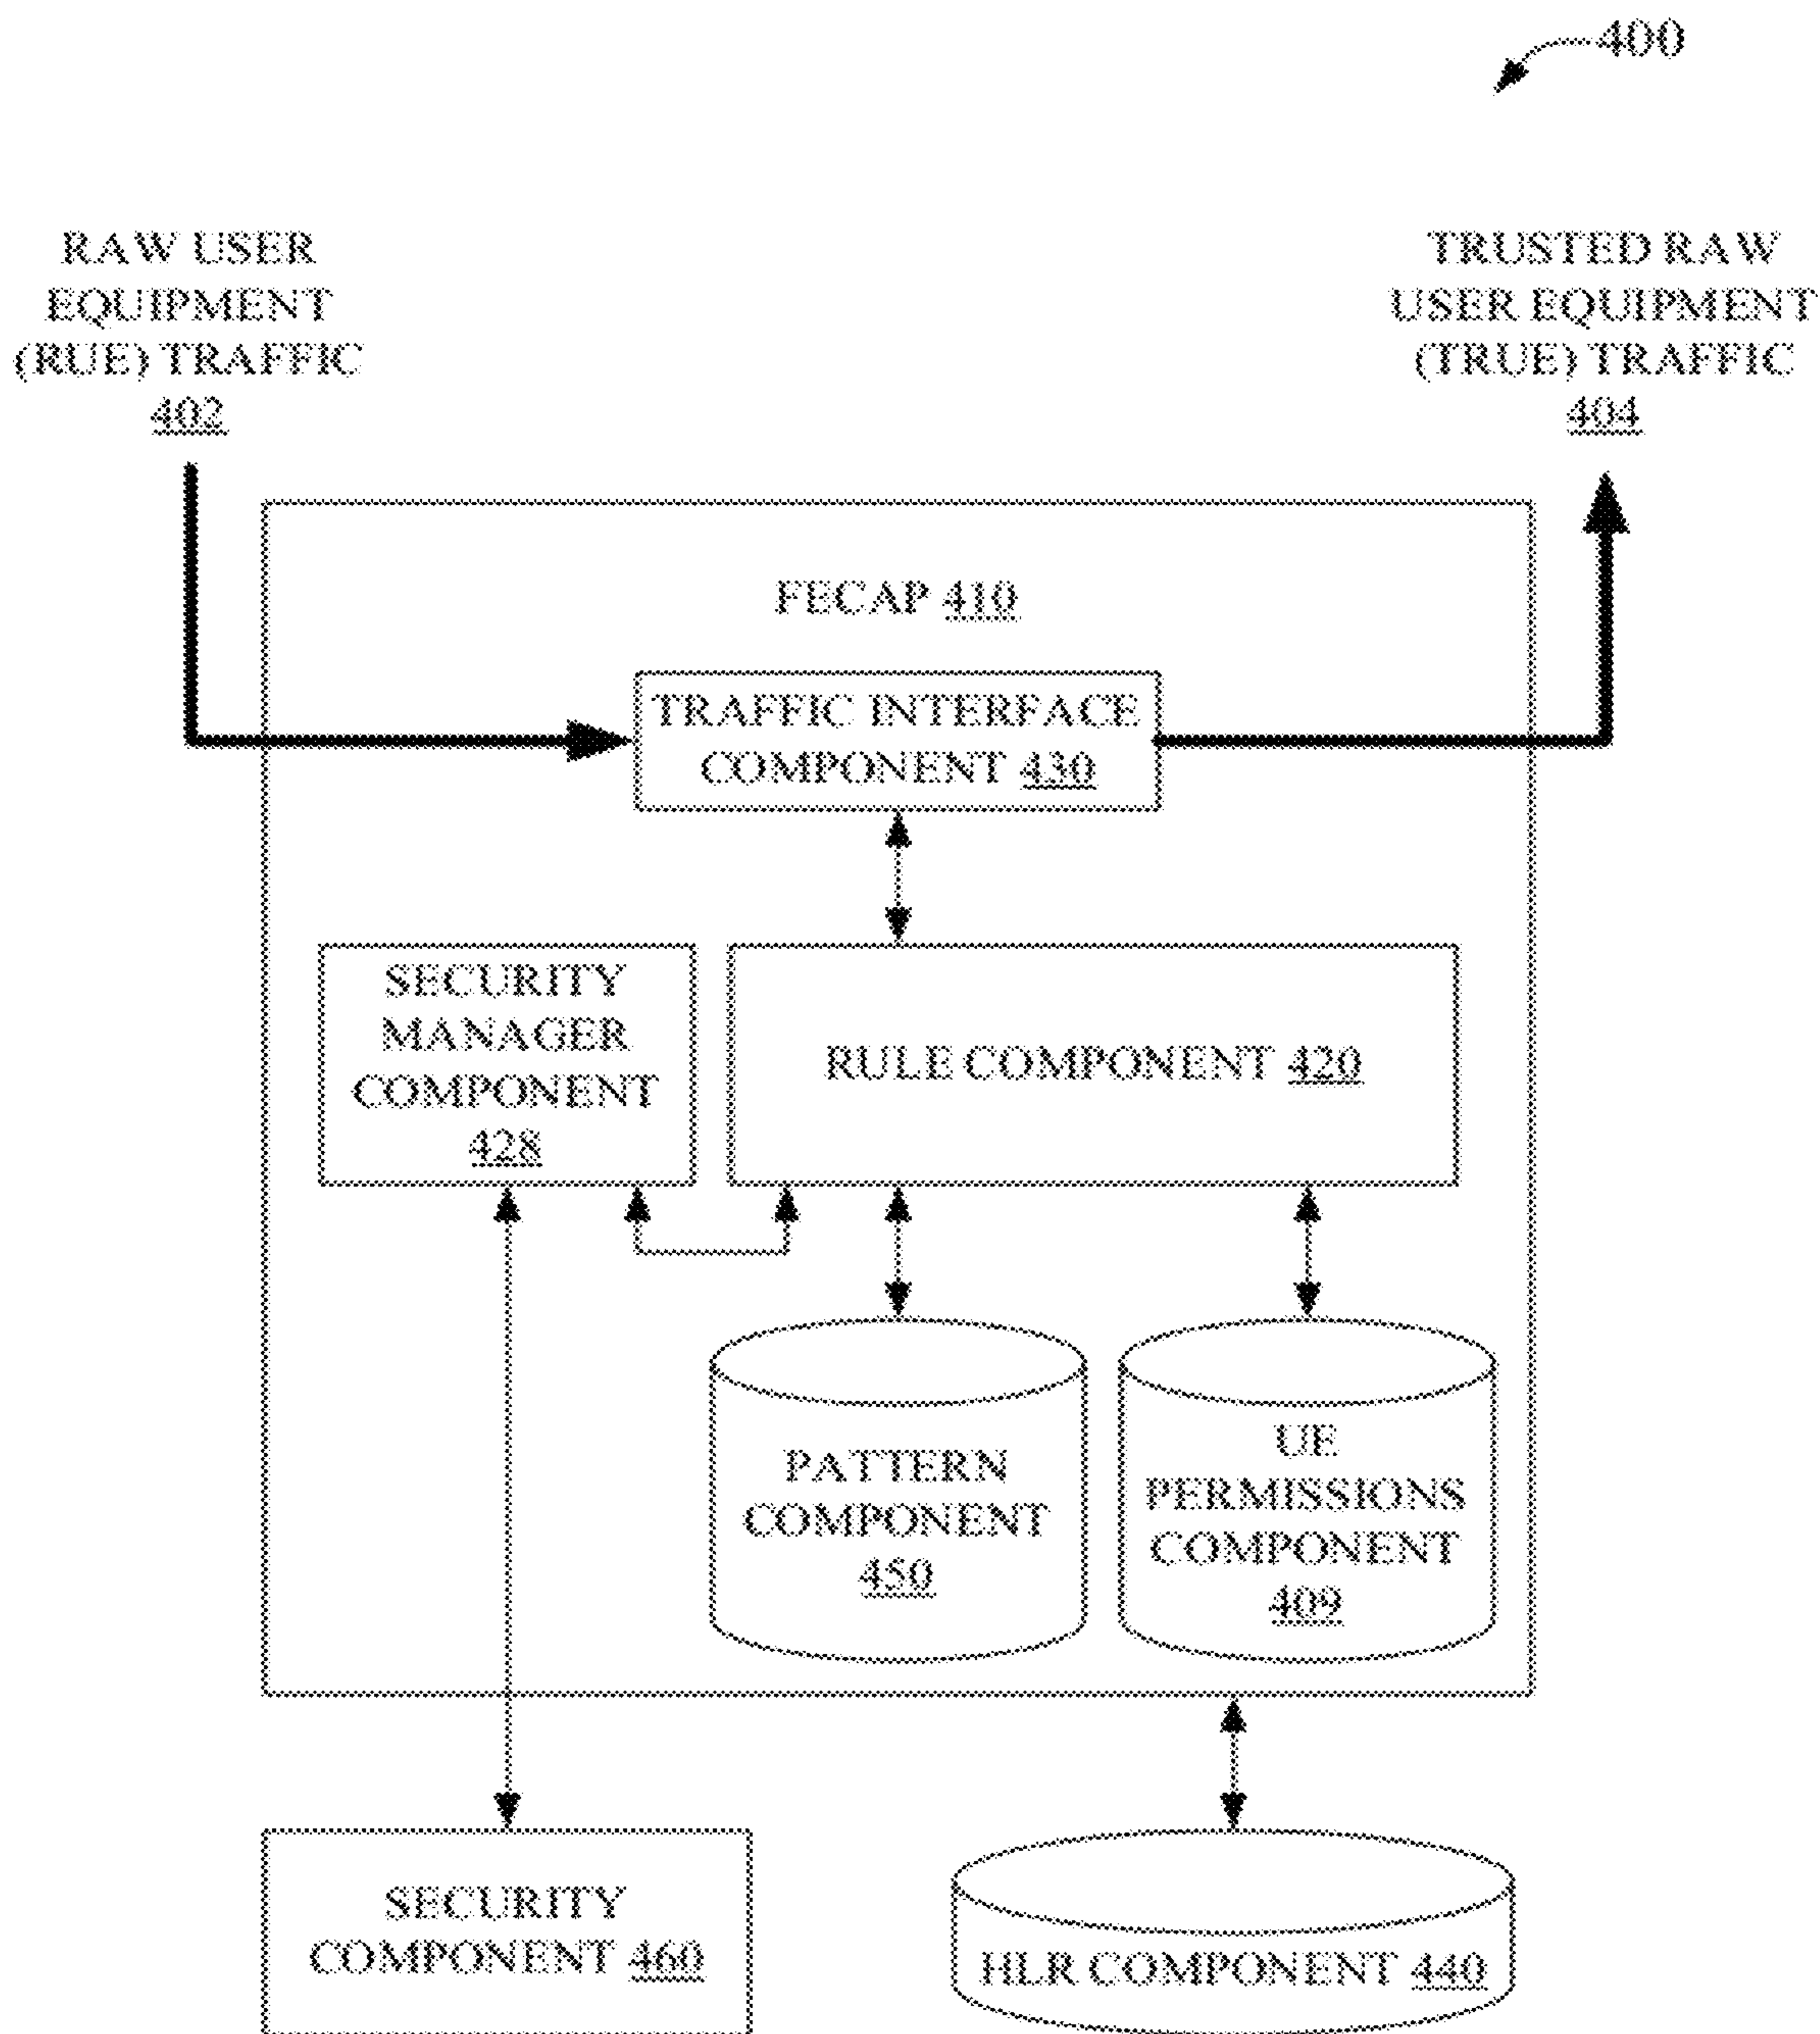 400
RAW USER
EQUIPMENT
(RUE) TRAFFIC
402
TRUSTED RAW
USER EQUIPMENT
(TRUE) TRAFFIC
404
FECAP 410
TRAFFIC INTERFACE
COMPONENT 430
SECURITY
MANAGER
COMPONENT
428
RULE COMPONENT 420
PATTERN
COMPONENT
450
UE
PERMISSIONS
COMPONENT
409
SECURITY
COMPONENT 460
HLR COMPONENT 440